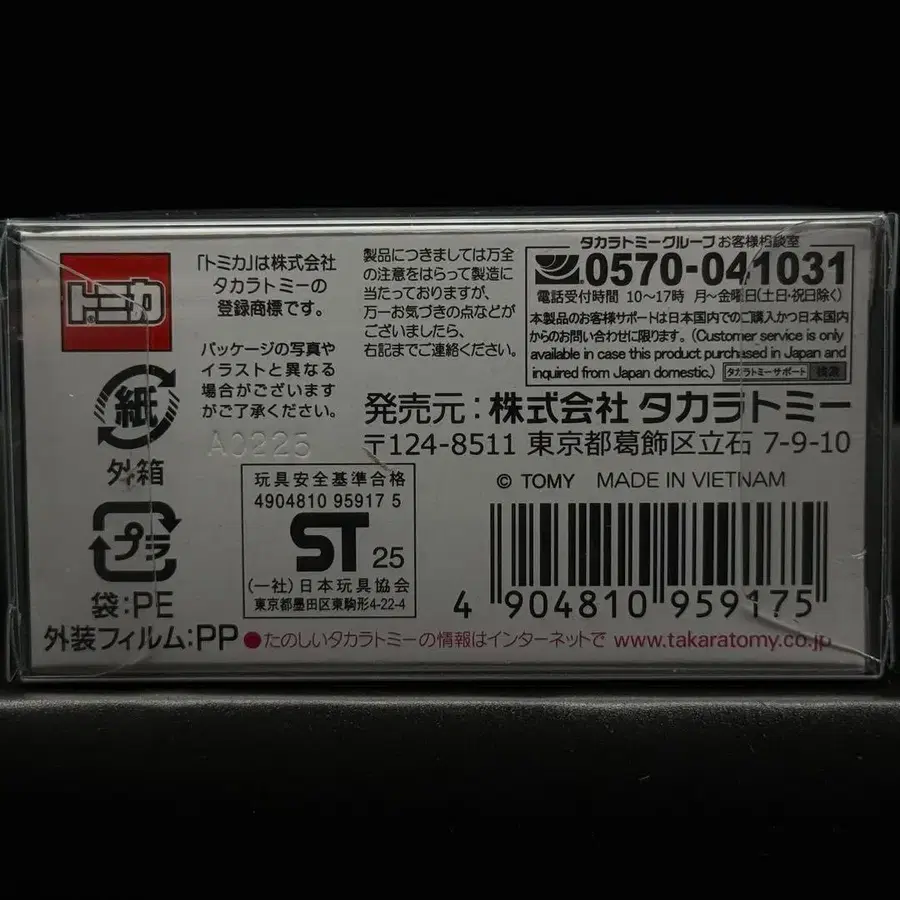 トミカ®
「トミカ」は株式会社
タカラトミーの
登録商標です。
パッケージの写真や
イラストと異なる
場合がございます
がご了承ください。
A0225
製品につきましては万全
の注意をはらって製造に
当たっておりますが、
万一お気づきの点などが
ございましたら、
右記までご連絡ください。
タカラトミーグループ お客様相談室
0570-041031
電話受付時間 10〜17時 月〜金曜日(土日・祝日除く)
本製品のお客様サポートは日本国内でのご購入かつ日本国内
からのお問い合わせに限ります。(Customer service is only
available in case this product purchased in Japan and
inquired from Japan domestic.) タカラトミーサポート 検索
発売元:株式会社 タカラトミー
〒124-8511 東京都葛飾区立石 7-9-10
© TOMY MADE IN VIETNAM
紙
外箱
プラ
袋:PE
外装フィルム:PP
玩具安全基準合格
4904810 95917 5
ST 25
(一社)日本玩具協会
東京都墨田区東駒形4-22-4
4 904810 959175
●たのしいタカラトミーの情報はインターネットで www.takaratomy.co.jp